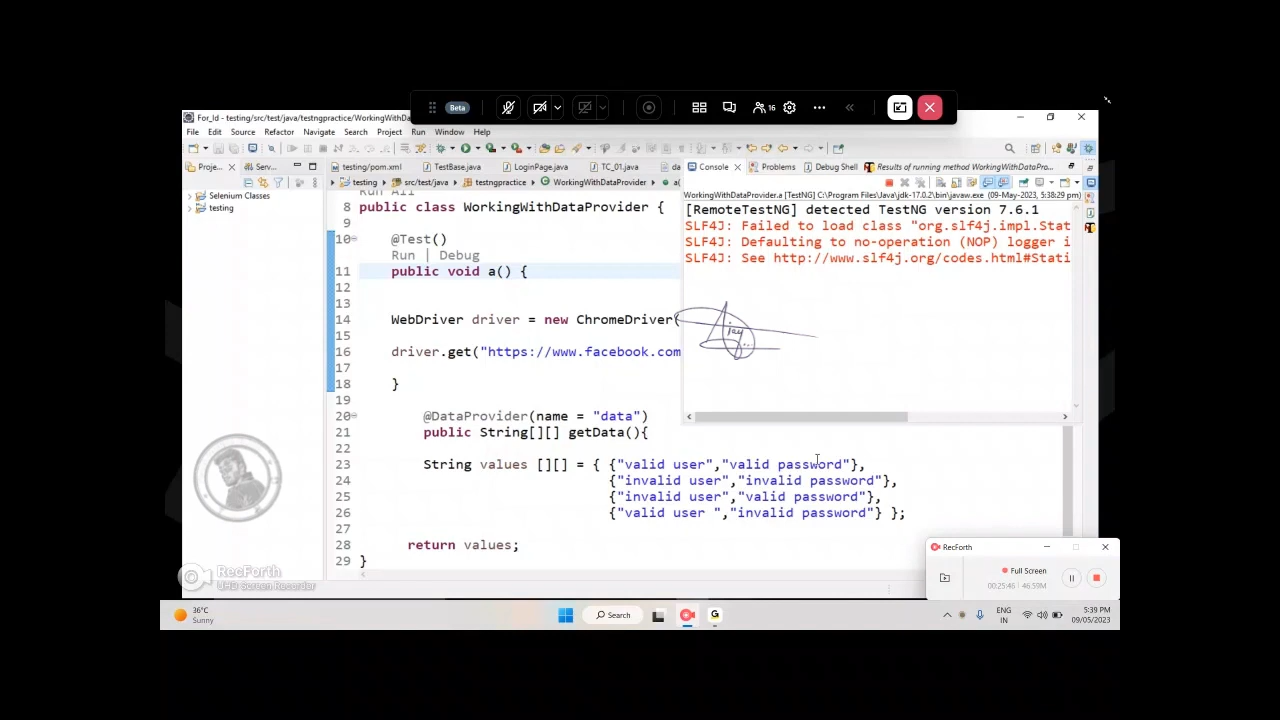 Beta
16
For_ld - testing/src/test/java/testngpractice/WorkingWithDa
File Edit Source Refactor Navigate Search Project Run Window Help
Proje... Serv...
testing/pom.xml TestBase.java LoginPage.java TC_01.java da
Console Problems Debug Shell Results of running method WorkingWithDataPro...
testing src/test/java testngpractice WorkingWithDataProvider a(
Selenium Classes
testing
WorkingWithDataProvider.a [TestNG] C:\Program Files\Java\jdk-17.0.2\bin\javaw.exe (09-May-2023, 5:38:29 pm)
[RemoteTestNG] detected TestNG version 7.6.1
SLF4J: Failed to load class "org.slf4j.impl.Stat
SLF4J: Defaulting to no-operation (NOP) logger i
SLF4J: See http://www.slf4j.org/codes.html#Stati
Run All
8 public class WorkingWithDataProvider {
9
10 @Test()
Run | Debug
11 public void a() {
12
13
14 WebDriver driver = new ChromeDriver(
15
16 driver.get("https://www.facebook.com
17
18 }
19
20 @DataProvider(name = "data")
21 public String[][] getData(){
22
23 String values [][] = { {"valid user","valid password"},
24 {"invalid user","invalid password"},
25 {"invalid user","valid password"},
26 {"valid user ","invalid password"} };
27
28 return values;
29 }
RecForth
UHD Screen Recorder
RecForth
Full Screen
00:25:46 | 46.59M
36°C
Sunny
Search
ENG
IN
5:39 PM
09/05/2023